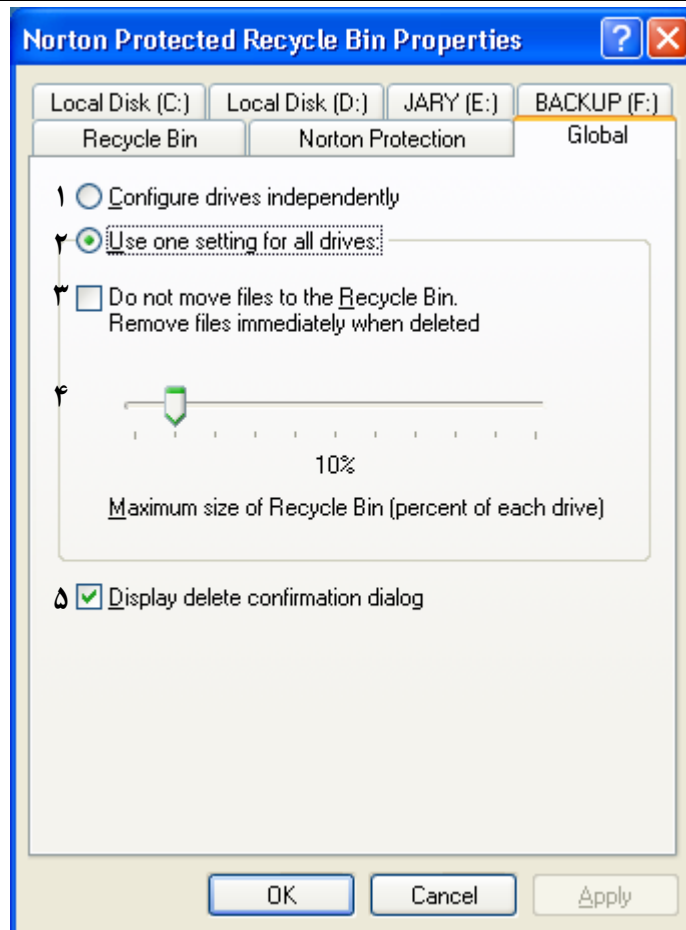 Norton Protected Recycle Bin Properties
Local Disk (C:) Local Disk (D:) JARY (E:) BACKUP (F:)
Recycle Bin Norton Protection Global
۱ Configure drives independently
۲ Use one setting for all drives:
۳ Do not move files to the Recycle Bin.
Remove files immediately when deleted
۴
10%
Maximum size of Recycle Bin (percent of each drive)
۵ Display delete confirmation dialog
OK Cancel Apply